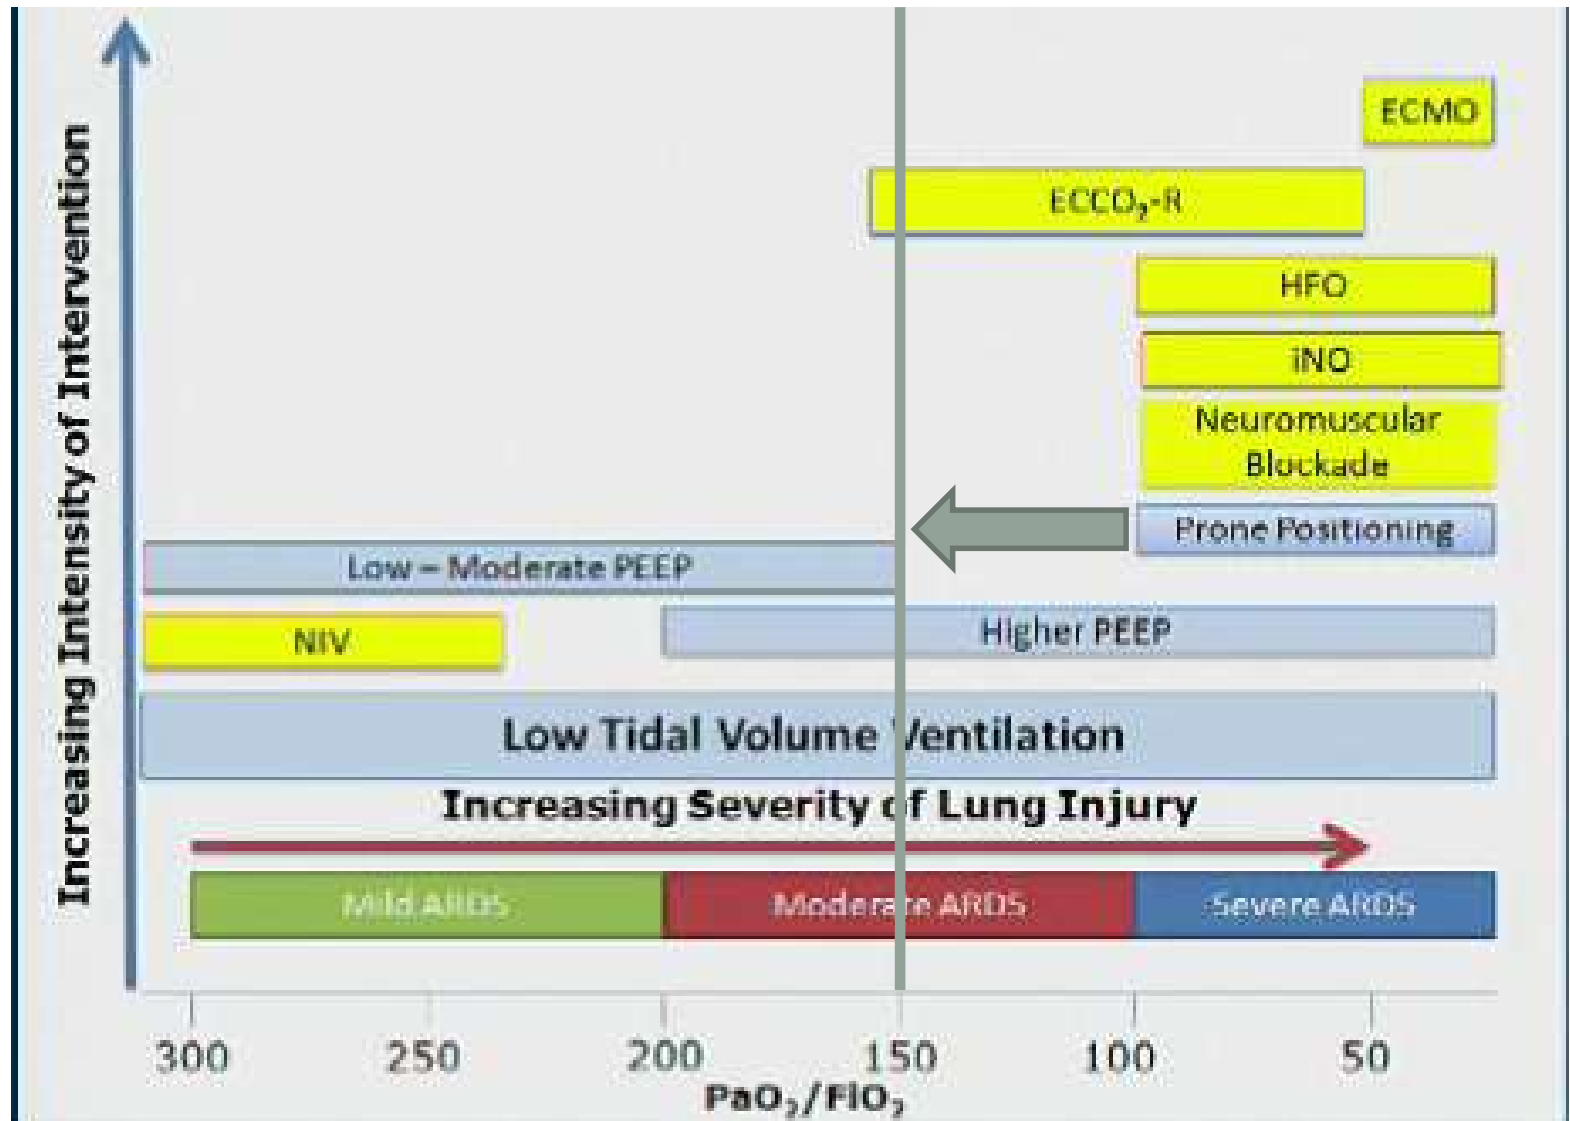 Increasing Intensity of Intervention
ECMO
ECCO₂-R
HFO
iNO
Neuromuscular
Blockade
Prone Positioning
Low – Moderate PEEP
NIV
Higher PEEP
Low Tidal Volume Ventilation
Increasing Severity of Lung Injury
Mild ARDS
Moderate ARDS
Severe ARDS
300
250
200
150
100
50
PaO₂/FiO₂